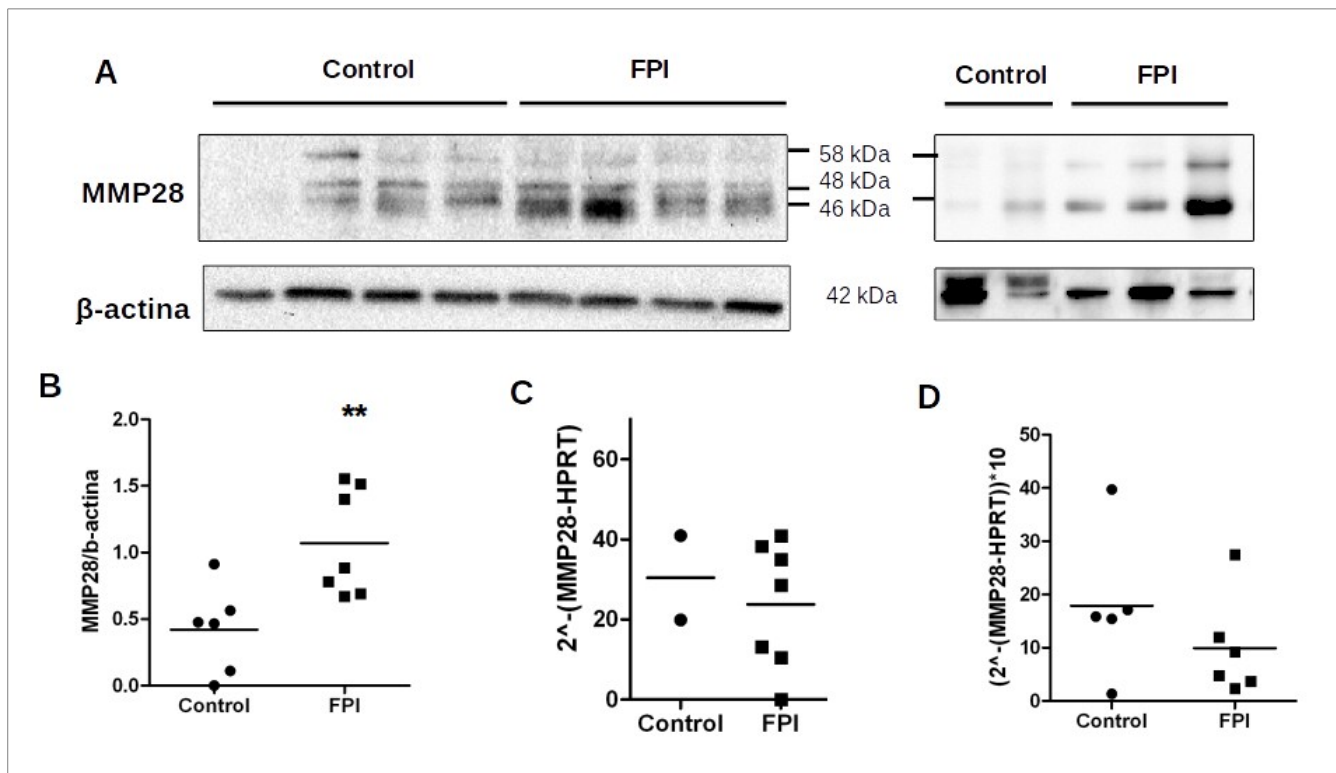 A
Control
FPI
Control
FPI
MMP28
58 kDa
48 kDa
46 kDa
β-actina
42 kDa
B
MMP28/b-actina
2.0
1.5
1.0
0.5
0.0
**
Control
FPI
C
2^-(MMP28-HPRT)
60
40
20
0
Control
FPI
D
(2^-(MMP28-HPRT))*10
50
40
30
20
10
0
Control
FPI